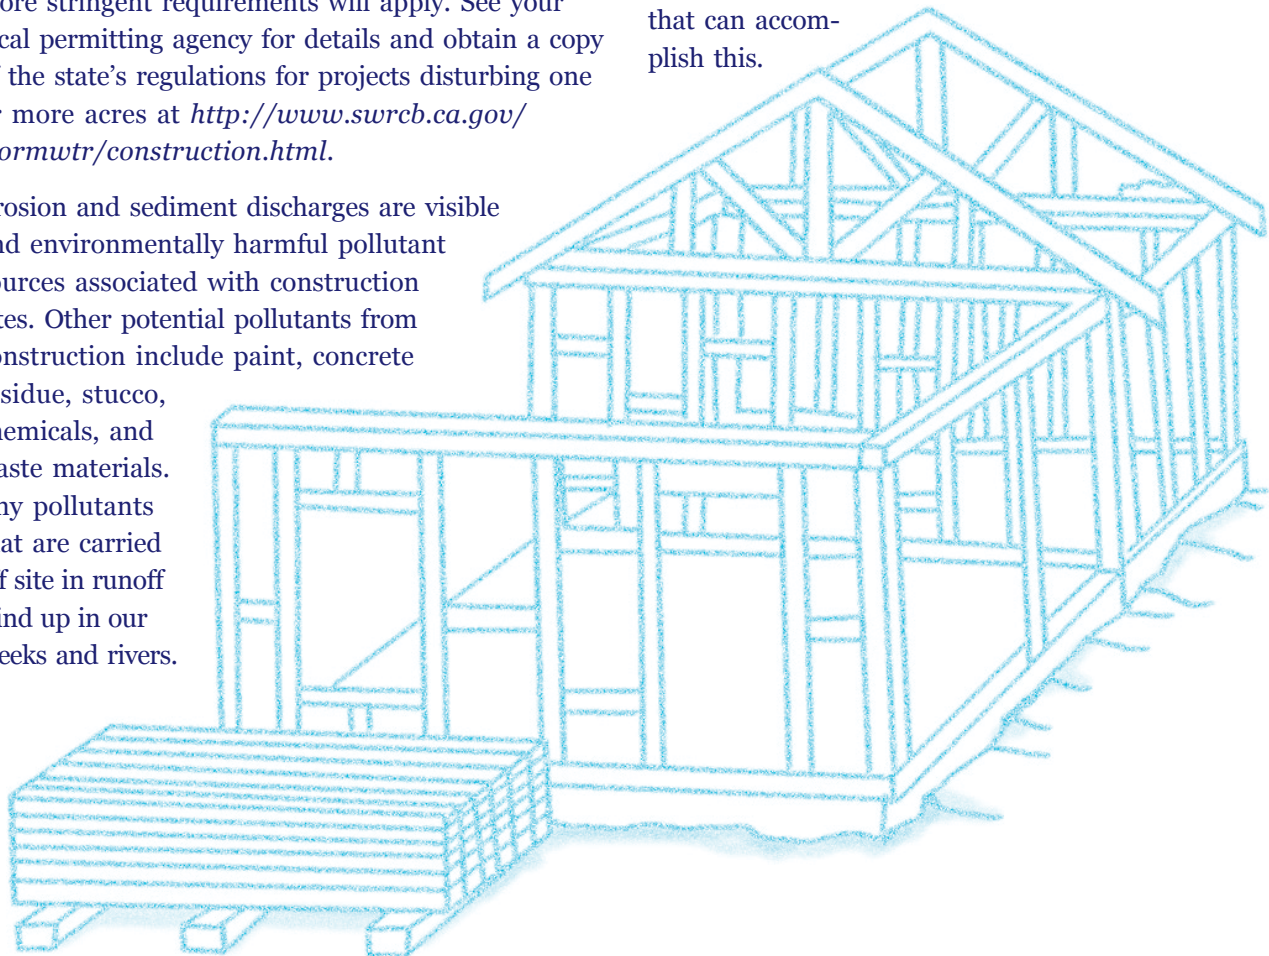 ore stringent requirements will apply. See your
cal permitting agency for details and obtain a copy
f the state’s regulations for projects disturbing one
r more acres at http://www.swrcb.ca.gov/
ormwtr/construction.html.
rosion and sediment discharges are visible
nd environmentally harmful pollutant
ources associated with construction
tes. Other potential pollutants from
onstruction include paint, concrete
sidue, stucco,
hemicals, and
aste materials.
ny pollutants
at are carried
f site in runoff
ind up in our
eeks and rivers.
that can accom-
plish this.